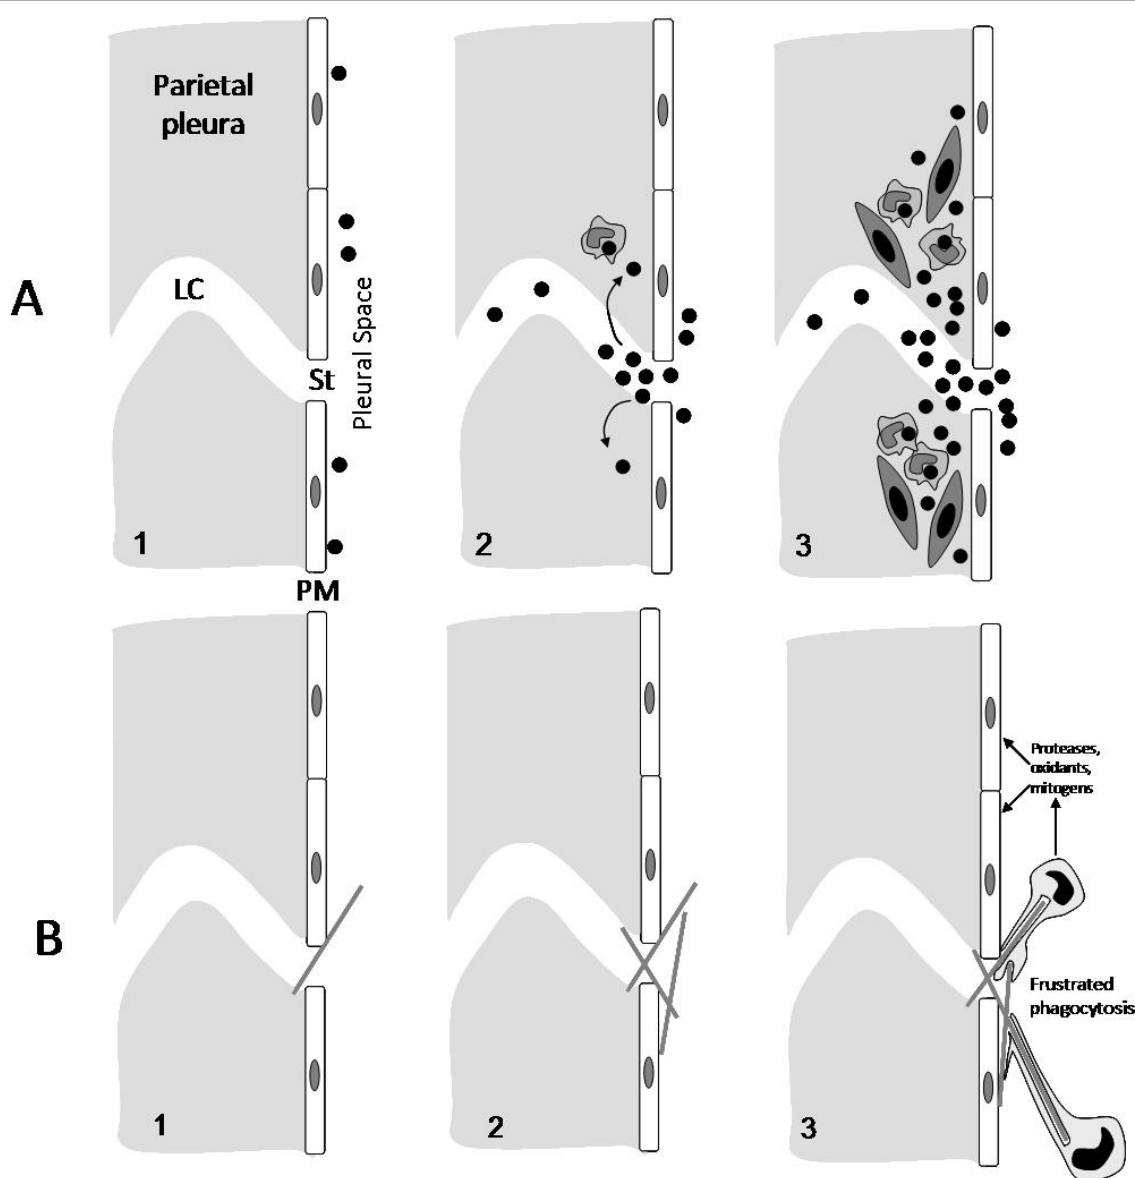 Parietal
pleura
A
LC
Pleural Space
St
1
2
3
PM
Proteases,
oxidants,
mitogens
B
Frustrated
phagocytosis
1
2
3